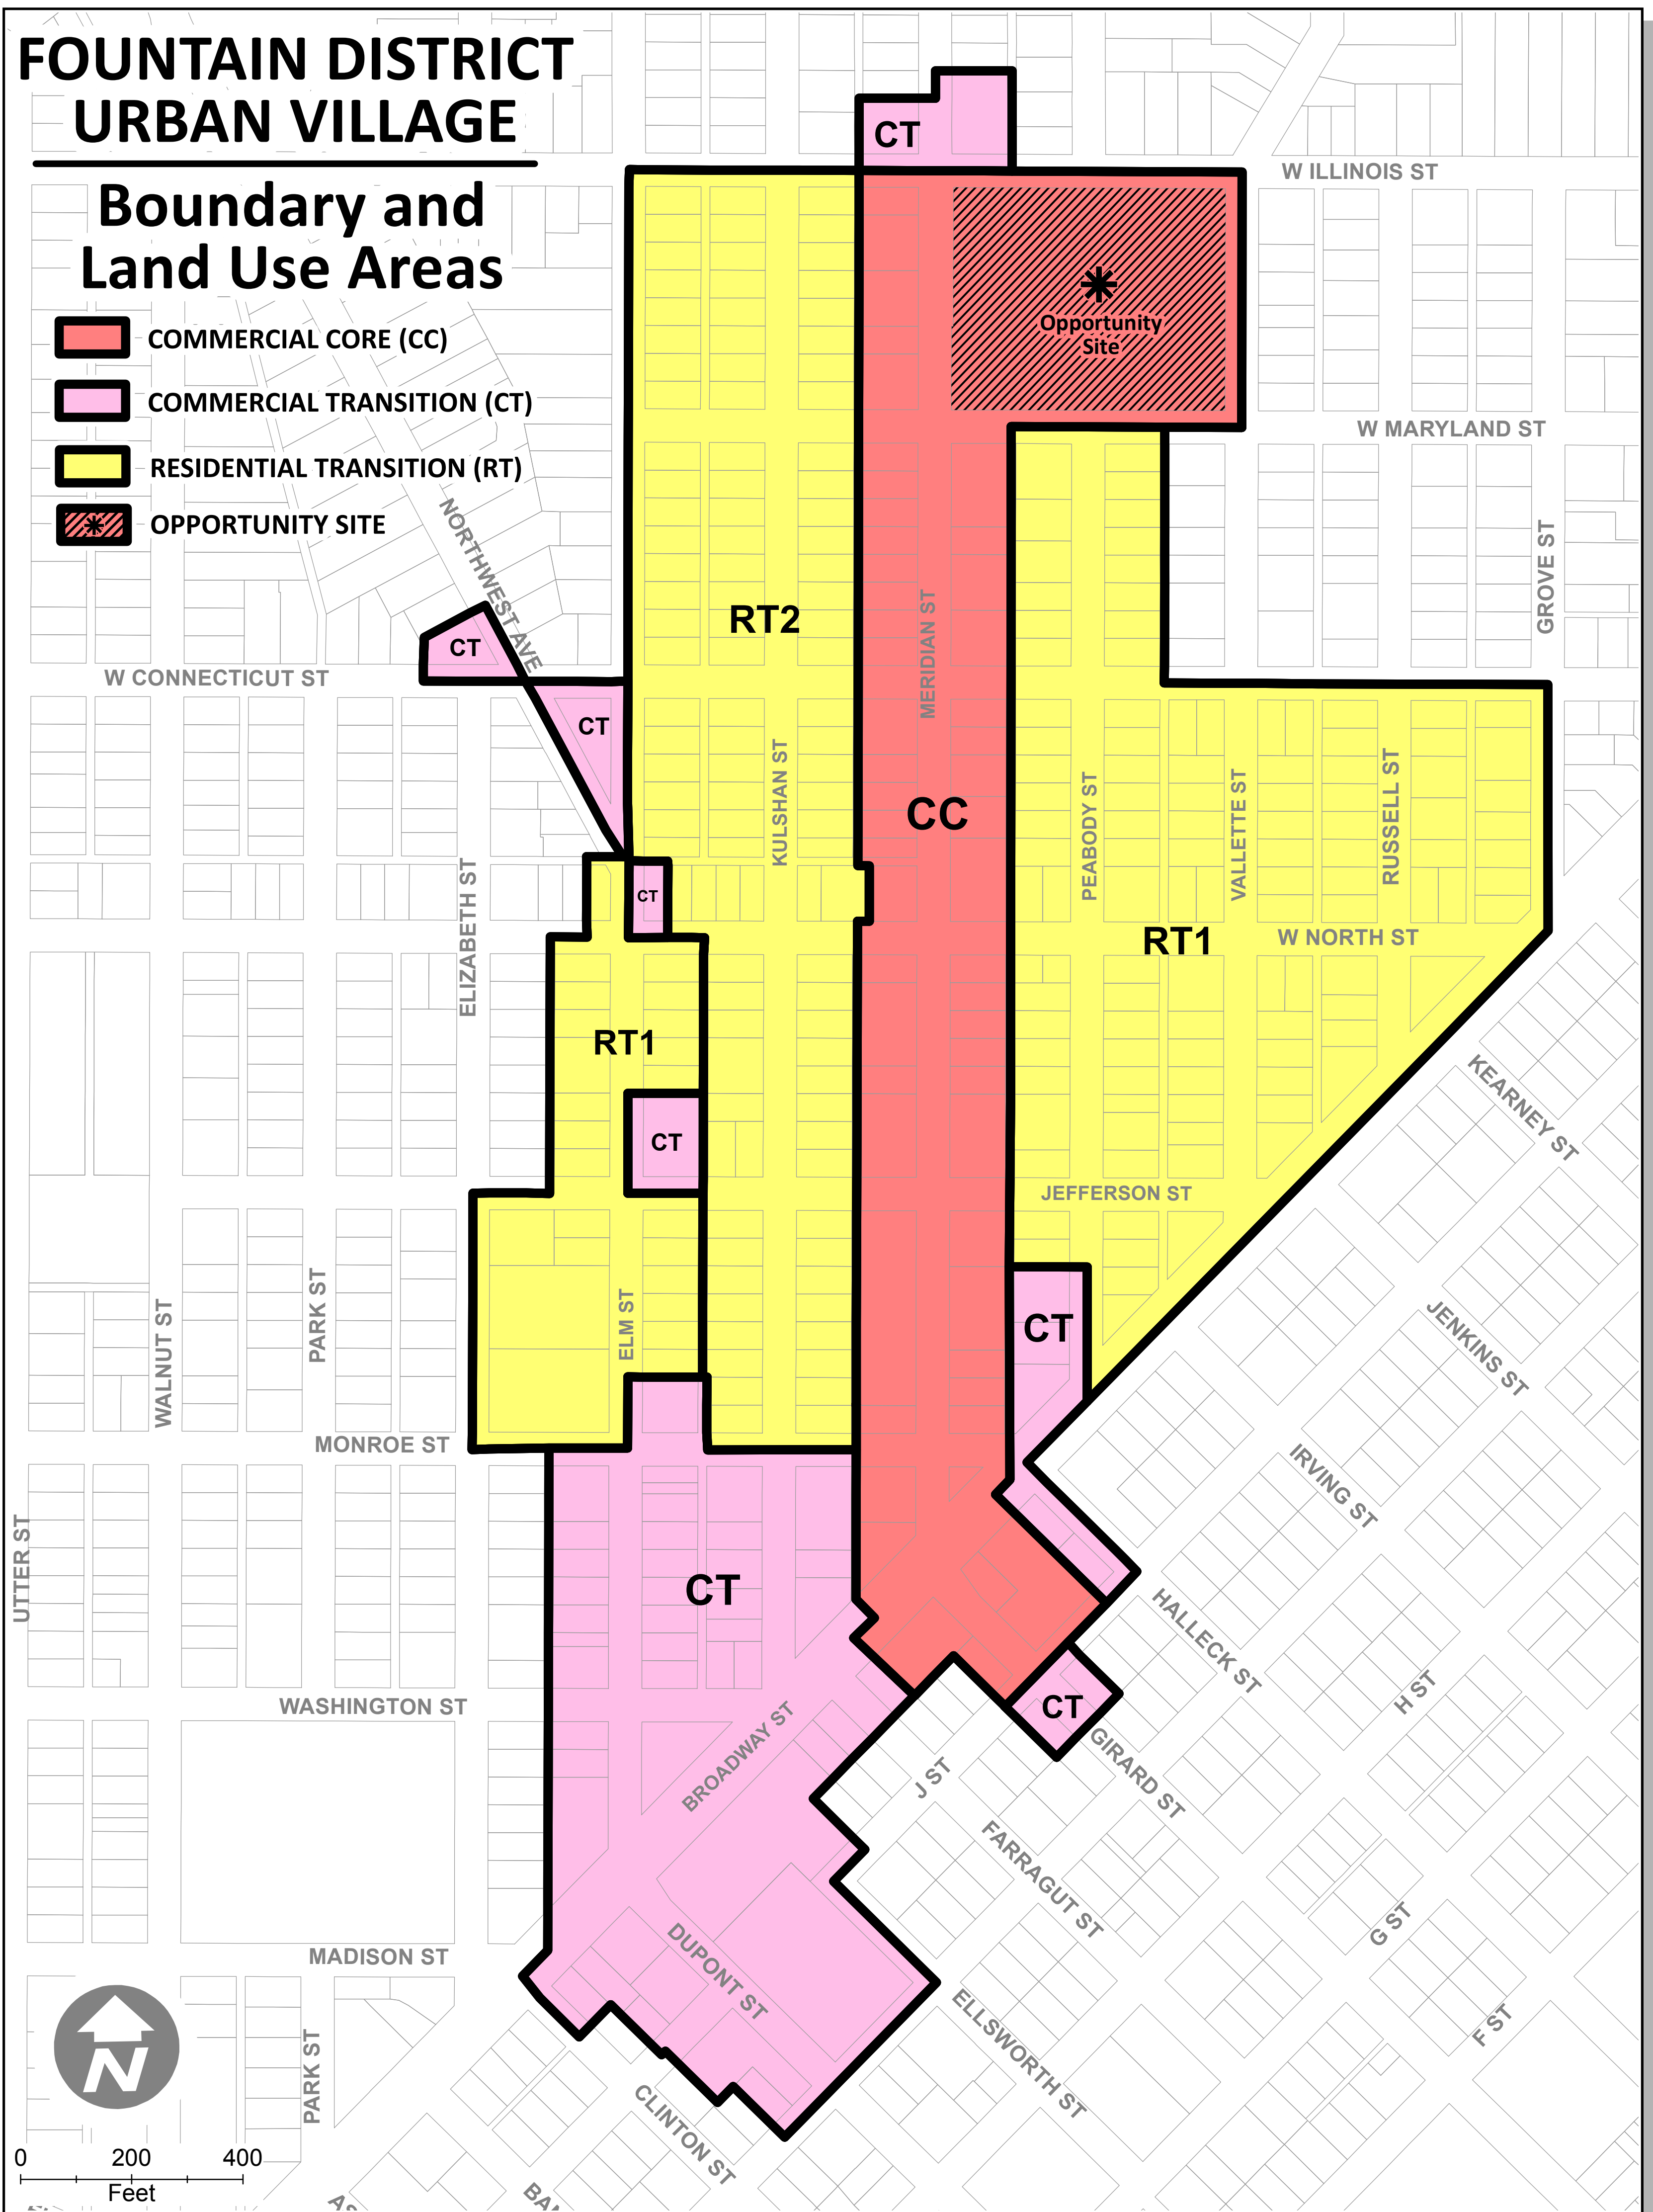 FOUNTAIN DISTRICT
URBAN VILLAGE
Boundary and
Land Use Areas
COMMERCIAL CORE (CC)
COMMERCIAL TRANSITION (CT)
RESIDENTIAL TRANSITION (RT)
OPPORTUNITY SITE
CT
W ILLINOIS ST
Opportunity
Site
W MARYLAND ST
NORTHWEST AVE
GROVE ST
RT2
MERIDIAN ST
CT
W CONNECTICUT ST
CT
KULSHAN ST
CC
PEABODY ST
VALLETTE ST
RUSSELL ST
CT
ELIZABETH ST
RT1
W NORTH ST
RT1
KEARNEY ST
CT
JEFFERSON ST
WALNUT ST
PARK ST
ELM ST
CT
JENKINS ST
MONROE ST
IRVING ST
UTTER ST
CT
HALLECK ST
WASHINGTON ST
CT
H ST
BROADWAY ST
J ST
GIRARD ST
FARRAGUT ST
G ST
DUPONT ST
MADISON ST
ELLSWORTH ST
F ST
N
PARK ST
CLINTON ST
0 200 400
Feet